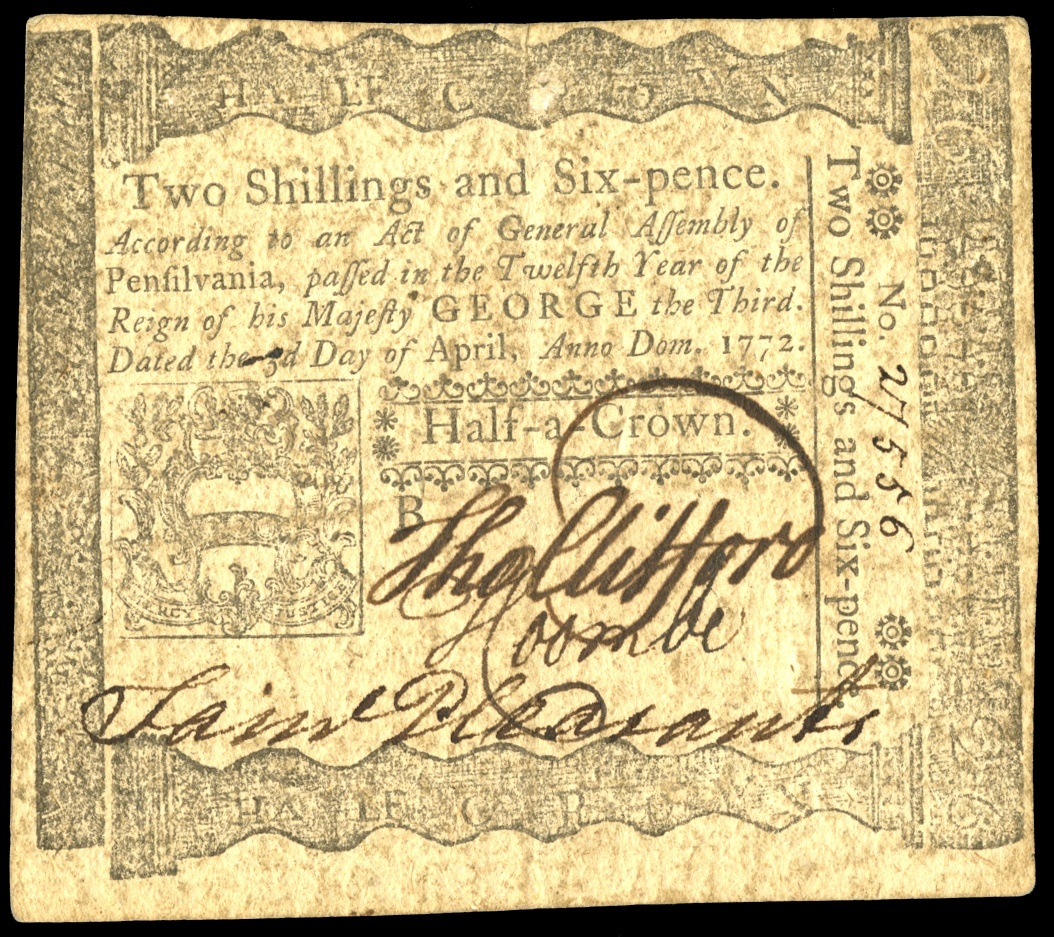 HALF CROWN
Two Shillings and Six-pence.
According to an Act of General Aſſembly of
Penſilvania, paſſed in the Twelfth Year of the
Reign of his Majeſty GEORGE the Third.
Dated the 3d Day of April, Anno Dom. 1772.
Half-a-Crown.
B
Tho Clifford
Coombe
Saml Pleasants
HALF CROWN
Two Shillings and Six-penc
No. 27556